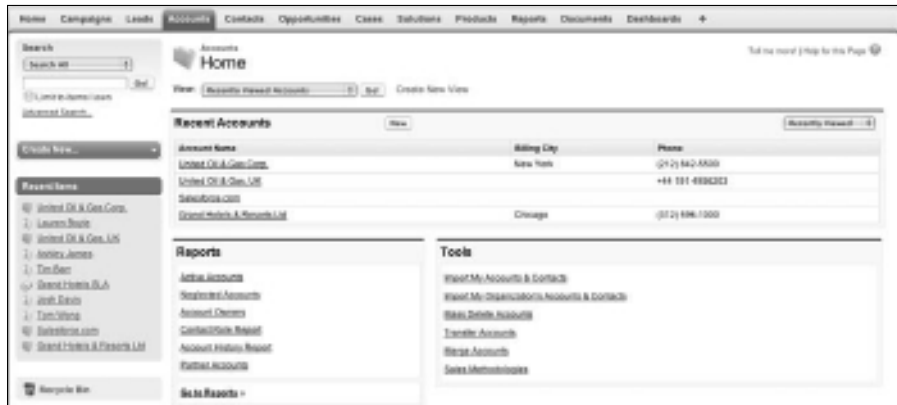 Home Campaigns Leads Accounts Contacts Opportunities Cases Solutions Products Reports Documents Dashboards +
Search
Search All
Go!
Limit to items I own
Advanced Search...
Create New...
Recent Items
United Oil & Gas Corp.
Lauren Boyle
United Oil & Gas, UK
Ashley James
Tim Barr
Grand Hotels SLA
Josh Davis
Tom Wong
Salesforce.com
Grand Hotels & Resorts Ltd
Recycle Bin
Accounts
Home
Tell me more! | Help for this Page
View: Recently Viewed Accounts Go! Create New View
Recent Accounts New Recently Viewed
Account Name Billing City Phone
United Oil & Gas Corp. New York (212) 842-5500
United Oil & Gas, UK +44 191
Salesforce.com
Grand Hotels & Resorts Ltd Chicago (312) 596-1000
Reports
Active Accounts
Neglected Accounts
Account Owners
Contact Role Report
Account History Report
Partner Accounts
Go to Reports »
Tools
Import My Accounts & Contacts
Import My Organization's Accounts & Contacts
Mass Delete Accounts
Transfer Accounts
Merge Accounts
Sales Methodologies